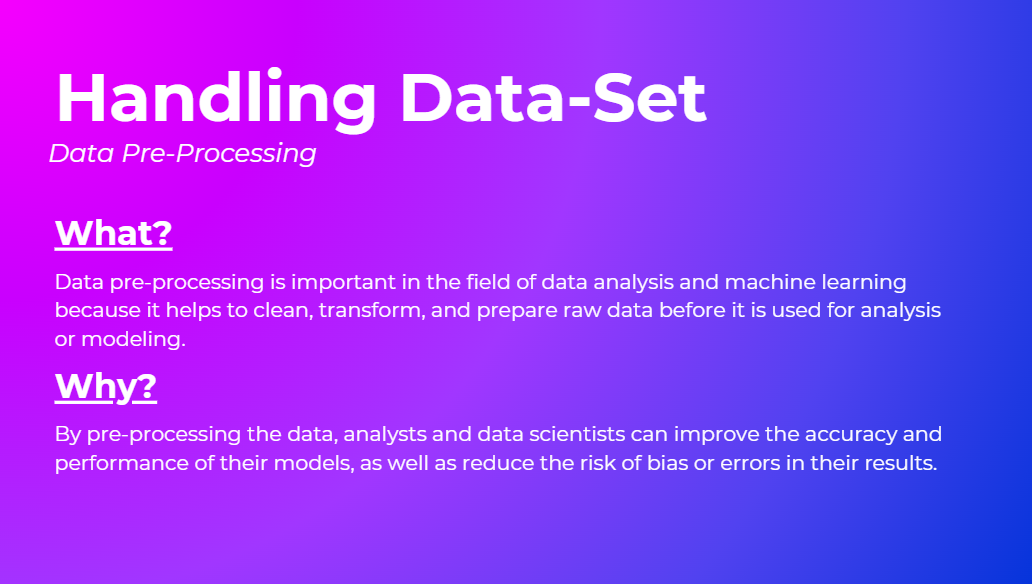 Handling Data-Set
Data Pre-Processing
What?
Data pre-processing is important in the field of data analysis and machine learning
because it helps to clean, transform, and prepare raw data before it is used for analysis
or modeling.
Why?
By pre-processing the data, analysts and data scientists can improve the accuracy and
performance of their models, as well as reduce the risk of bias or errors in their results.